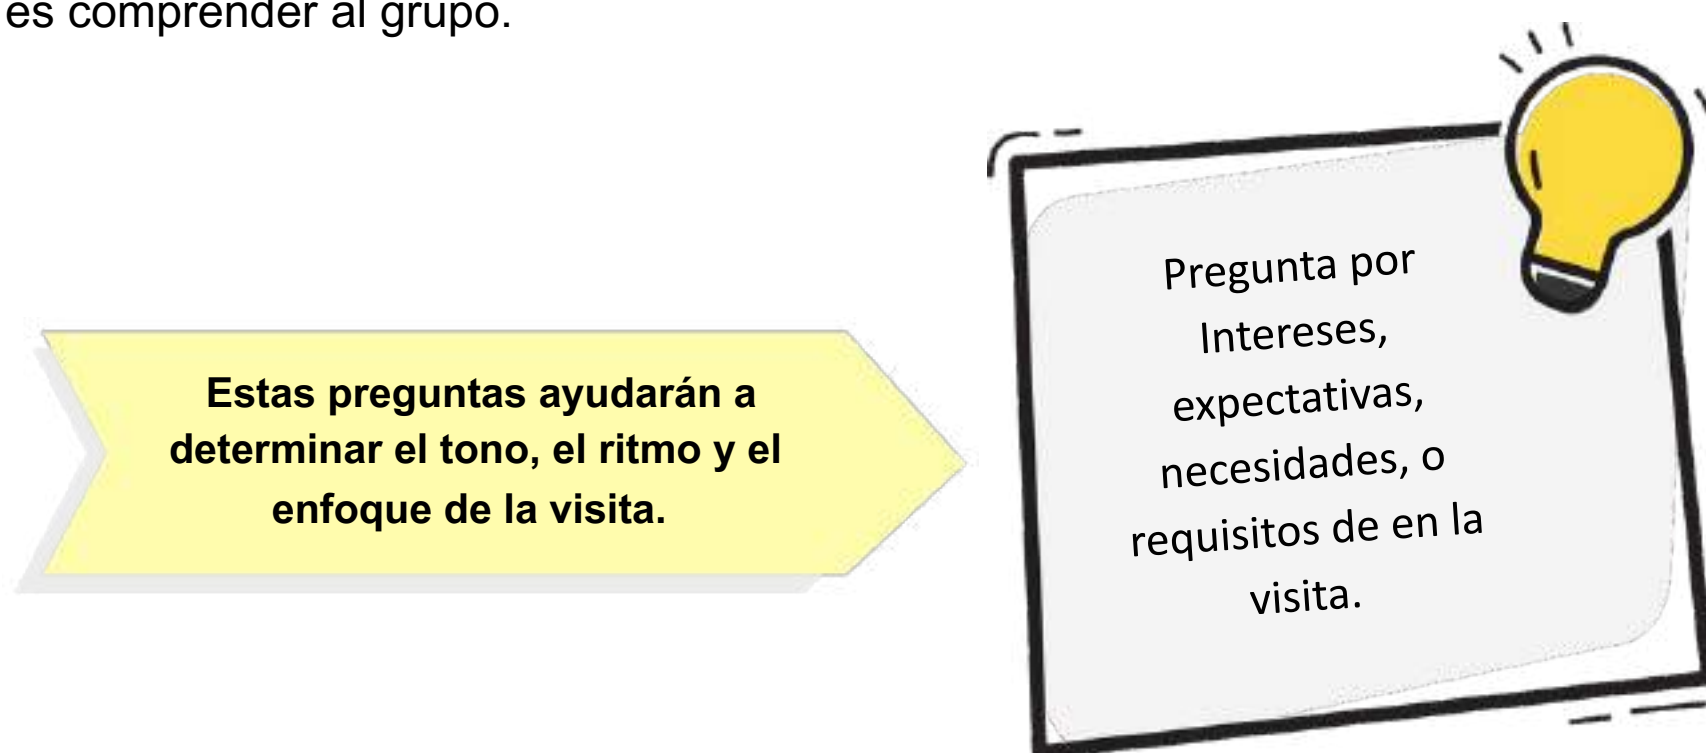 es comprender al grupo.
Estas preguntas ayudarán a
determinar el tono, el ritmo y el
enfoque de la visita.
Pregunta por
Intereses,
expectativas,
necesidades, o
requisitos de en la
visita.